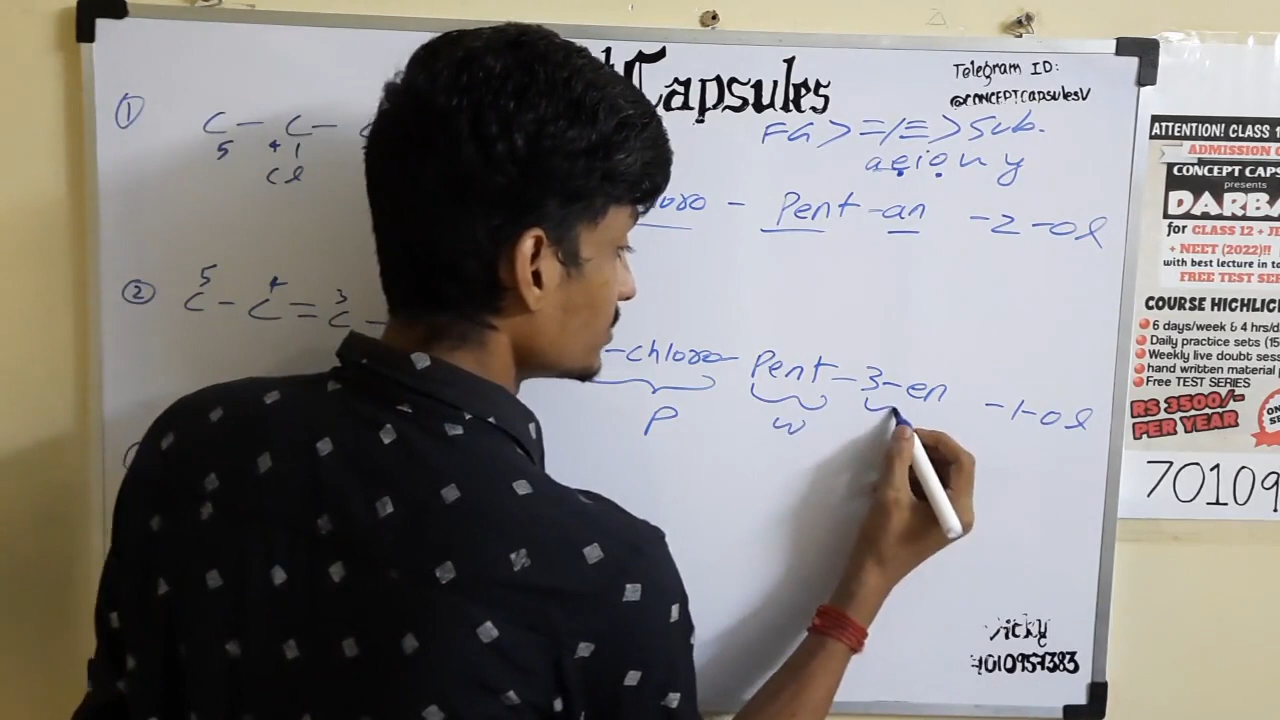 Capsules
Telegram ID:
@CONCEPTCapsulesV
① C - C -
5 4
Cl
FG > =/≡ > Sub.
a e i o u y
- Pent - an - 2 - ol
② C - C = C -
5 4 3
- chloro - Pent - 3 - en - 1 - ol
P W
Vicky
7010957383
ATTENTION! CLASS 1
ADMISSION
CONCEPT CAPS
presents
DARBA
for CLASS 12 + JE
+ NEET (2022)!!
with best lecture in
FREE TEST SER
COURSE HIGHLIG
6 days/week & 4 hrs/d
Daily practice sets (15
Weekly live doubt sess
hand written material
Free TEST SERIES
RS 3500/-
PER YEAR
70109